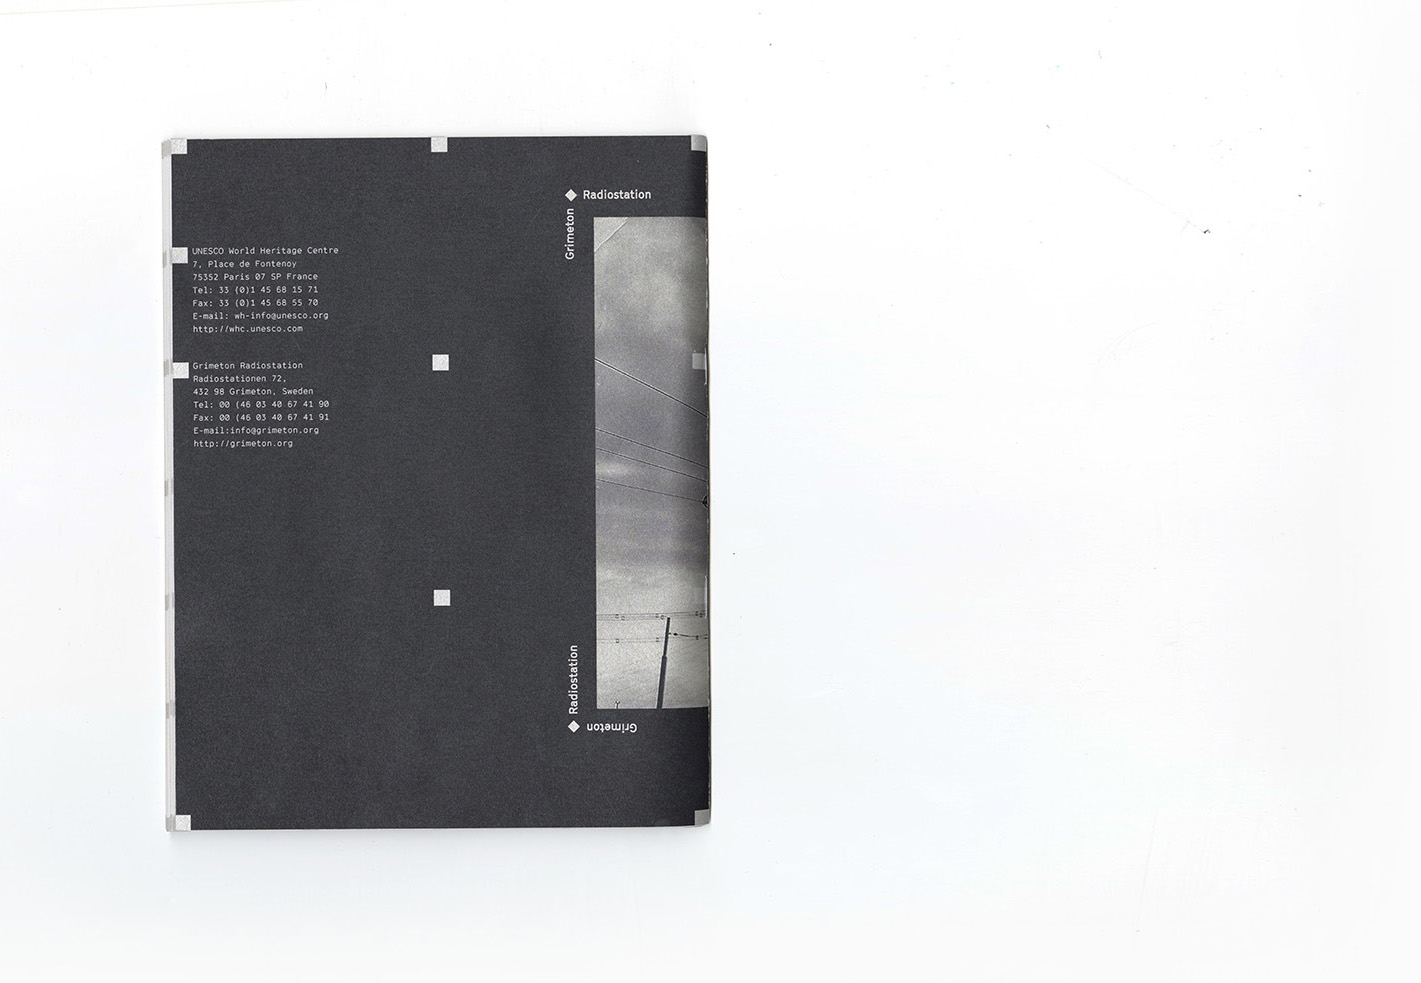 UNESCO World Heritage Centre
7, Place de Fontenoy
75352 Paris 07 SP France
Tel: 33 (0)1 45 68 15 71
Fax: 33 (0)1 45 68 55 70
E-mail: wh-info@unesco.org
http://whc.unesco.com
Grimeton Radiostation
Radiostationen 72,
432 98 Grimeton, Sweden
Tel: 00 (46 03 40 67 41 90
Fax: 00 (46 03 40 67 41 91
E-mail:info@grimeton.org
http://grimeton.org
Radiostation
Grimeton
Radiostation
Grimeton